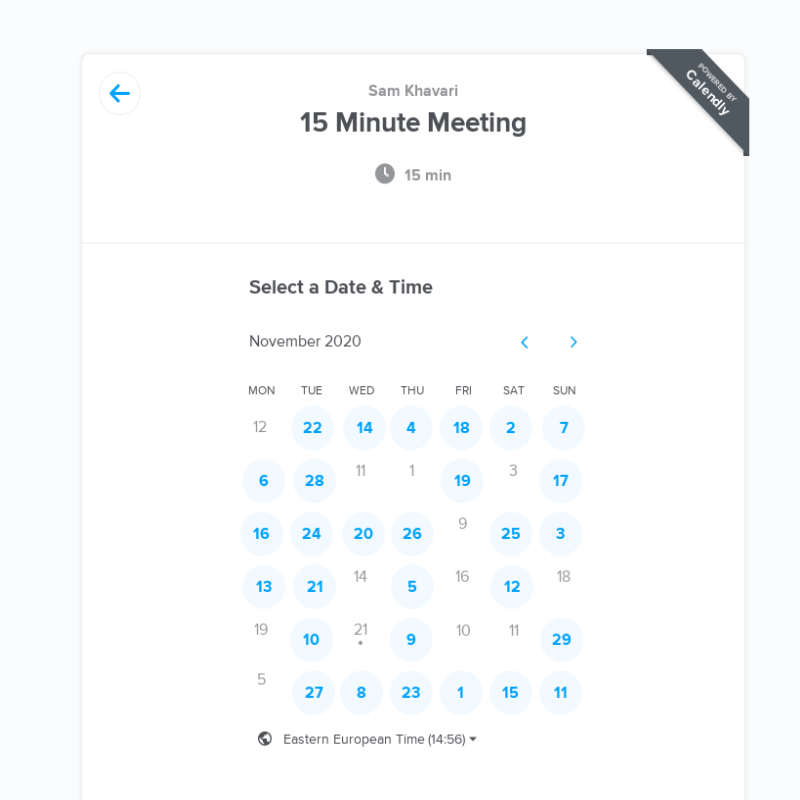 POWERED BY
Calendly
Sam Khavari
15 Minute Meeting
15 min
Select a Date & Time
November 2020
MON TUE WED THU FRI SAT SUN
12 22 14 4 18 2 7
6 28 11 1 19 3 17
16 24 20 26 9 25 3
13 21 14 5 16 12 18
19 10 21 9 10 11 29
5 27 8 23 1 15 11
Eastern European Time (14:56)